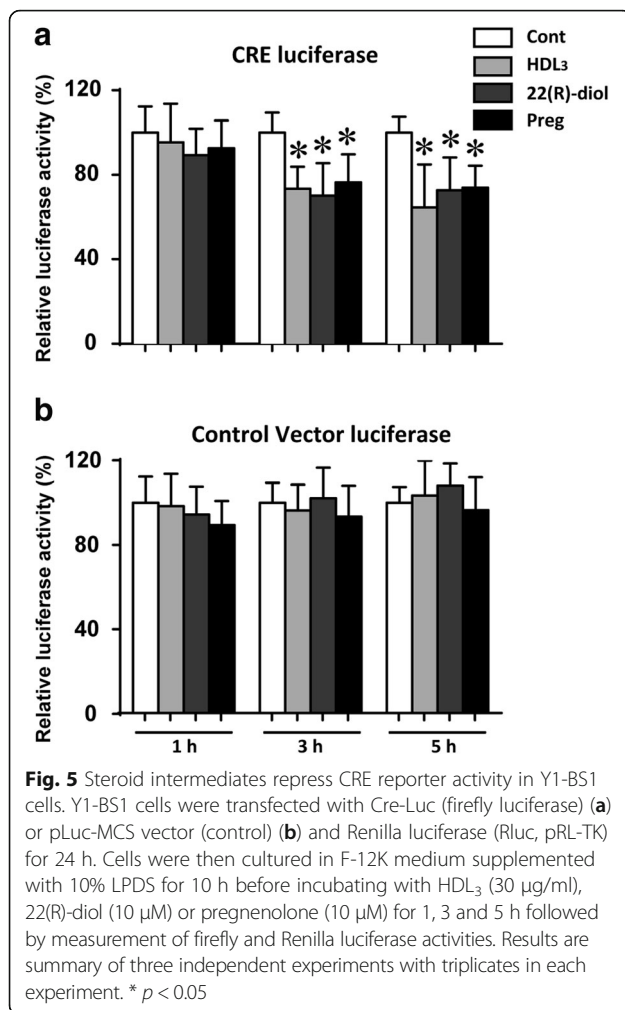 a
CRE luciferase
Cont
HDL₃
22(R)-diol
Preg
Relative luciferase activity (%)
120
80
40
0
* * *
* * *
b
Control Vector luciferase
Relative luciferase activity (%)
120
80
40
0
1 h 3 h 5 h
Fig. 5 Steroid intermediates repress CRE reporter activity in Y1-BS1
cells. Y1-BS1 cells were transfected with Cre-Luc (firefly luciferase) (a)
or pLuc-MCS vector (control) (b) and Renilla luciferase (Rluc, pRL-TK)
for 24 h. Cells were then cultured in F-12K medium supplemented
with 10% LPDS for 10 h before incubating with HDL₃ (30 μg/ml),
22(R)-diol (10 μM) or pregnenolone (10 μM) for 1, 3 and 5 h followed
by measurement of firefly and Renilla luciferase activities. Results are
summary of three independent experiments with triplicates in each
experiment. * p < 0.05